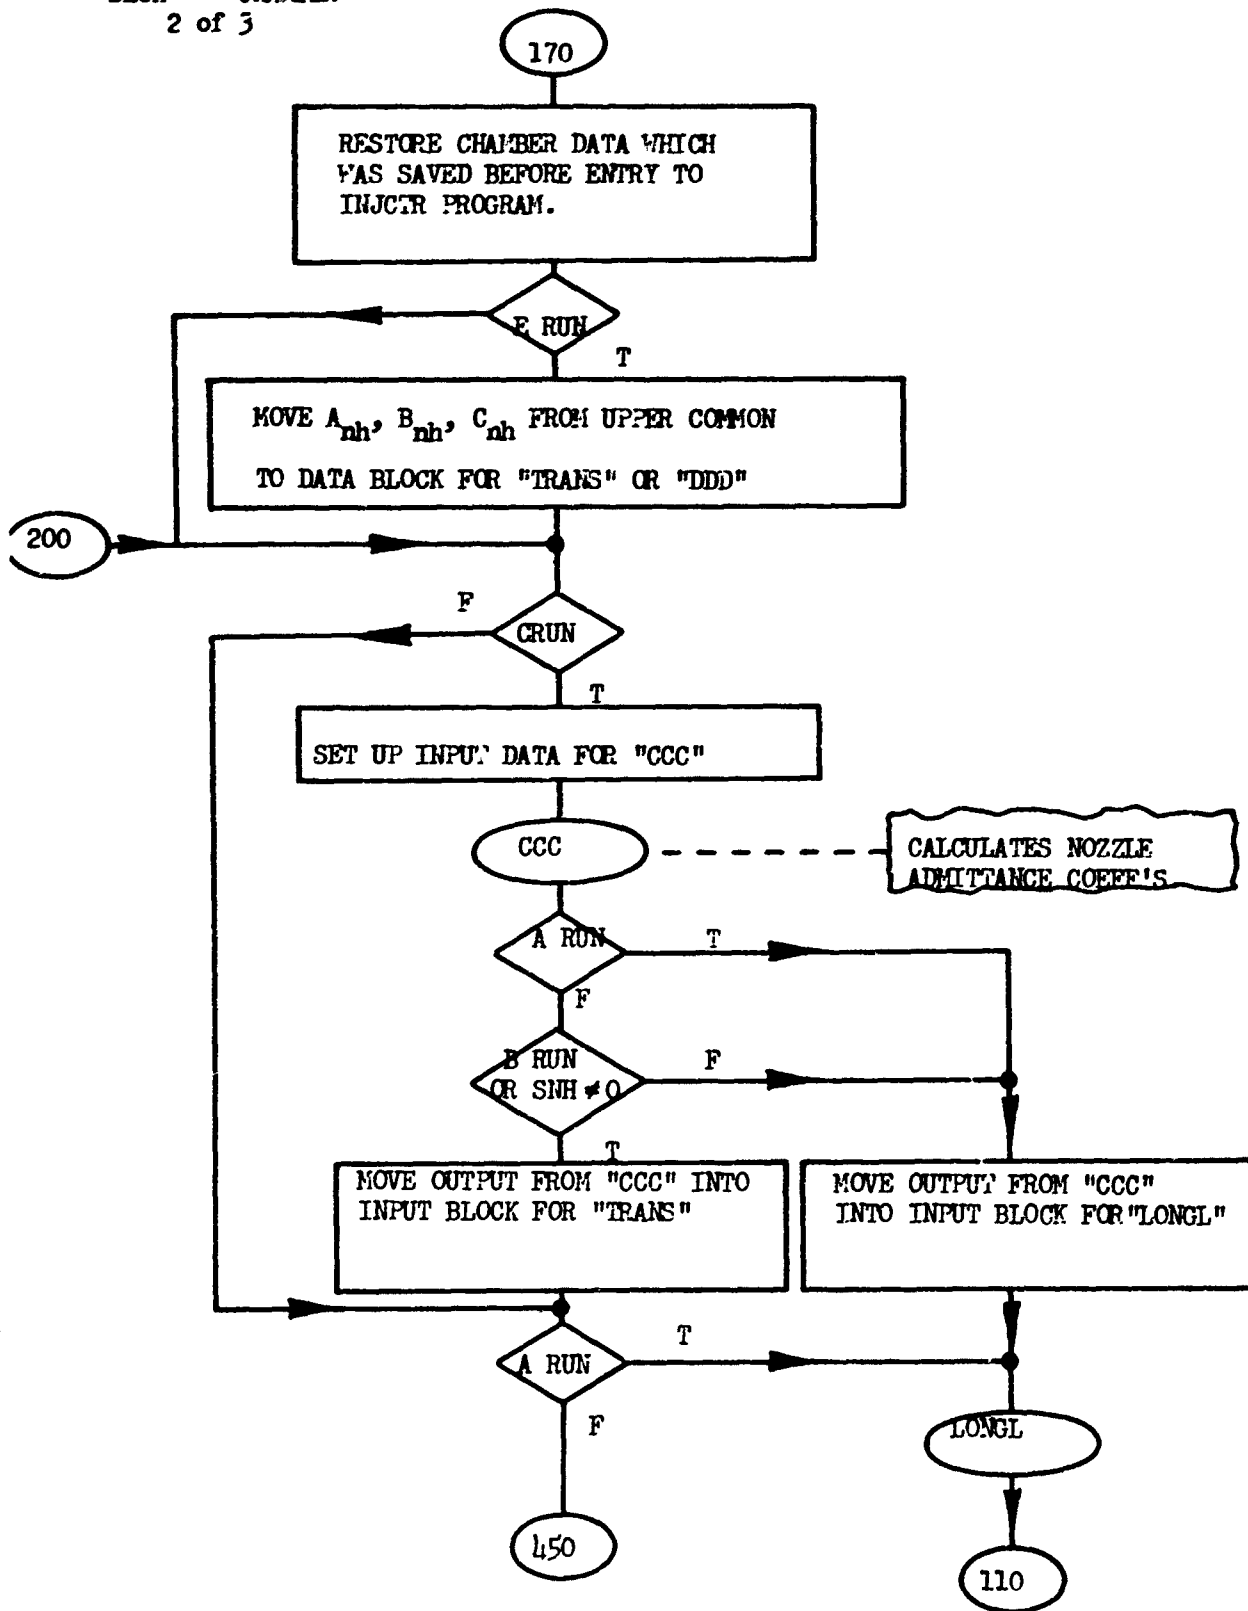 2 of 3
170
RESTORE CHAMBER DATA WHICH
WAS SAVED BEFORE ENTRY TO
INJCTR PROGRAM.
E RUN
T
MOVE Anh, Bnh, Cnh FROM UPPER COMMON
TO DATA BLOCK FOR "TRANS" OR "DDD"
200
F
CRUN
T
SET UP INPUT DATA FOR "CCC"
CCC
CALCULATES NOZZLE
ADMITTANCE COEFF'S
A RUN
T
F
B RUN
OR SNH ≠ 0
F
T
MOVE OUTPUT FROM "CCC" INTO
INPUT BLOCK FOR "TRANS"
MOVE OUTPUT FROM "CCC"
INTO INPUT BLOCK FOR "LONGL"
A RUN
T
F
LONGL
450
110